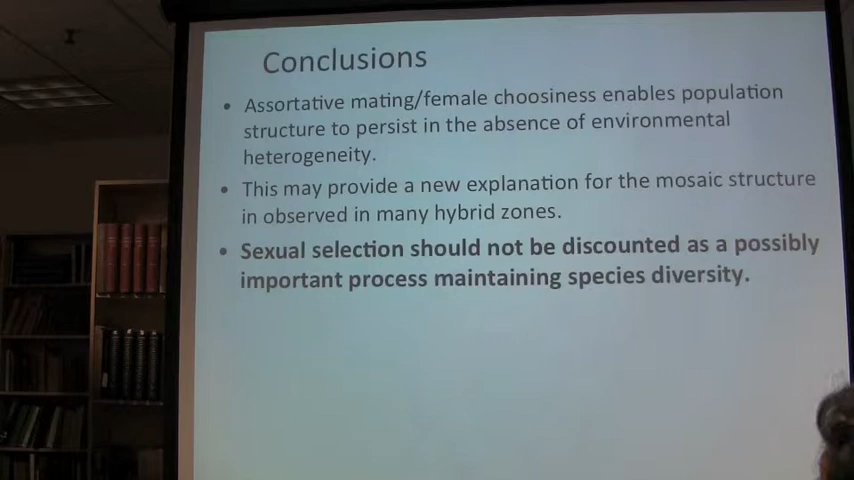 Conclusions
• Assortative mating/female choosiness enables population
structure to persist in the absence of environmental
heterogeneity.
• This may provide a new explanation for the mosaic structure
in observed in many hybrid zones.
• Sexual selection should not be discounted as a possibly
important process maintaining species diversity.